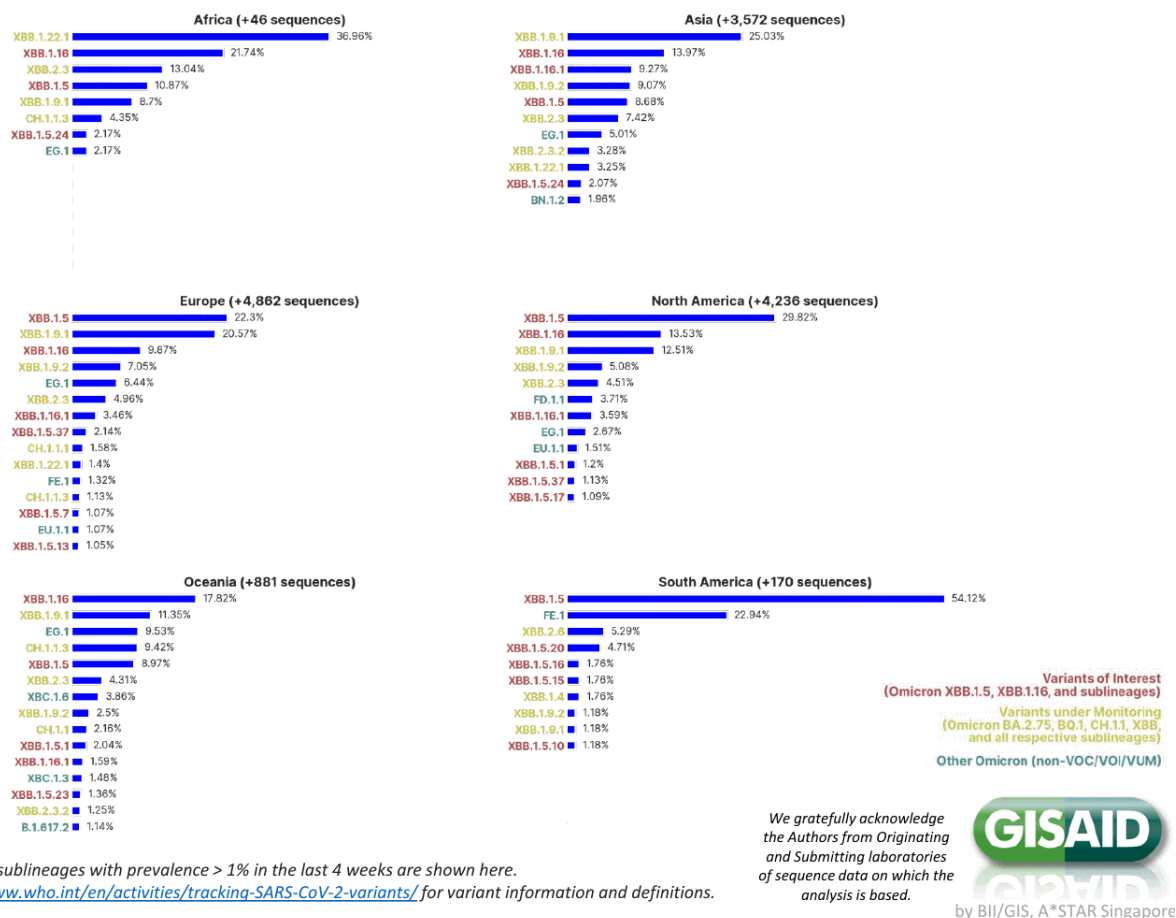 Africa (+46 sequences)
XBB.1.22.1 36.96%
XBB.1.16 21.74%
XBB.2.3 13.04%
XBB.1.5 10.87%
XBB.1.9.1 8.7%
CH.1.1.3 4.35%
XBB.1.5.24 2.17%
EG.1 2.17%
Asia (+3,572 sequences)
XBB.1.9.1 25.03%
XBB.1.16 13.97%
XBB.1.16.1 9.27%
XBB.1.9.2 9.07%
XBB.1.5 8.68%
XBB.2.3 7.42%
EG.1 5.01%
XBB.2.3.2 3.28%
XBB.1.22.1 3.25%
XBB.1.5.24 2.07%
BN.1.2 1.96%
Europe (+4,862 sequences)
XBB.1.5 22.3%
XBB.1.9.1 20.57%
XBB.1.16 9.87%
XBB.1.9.2 7.05%
EG.1 6.44%
XBB.2.3 4.96%
XBB.1.16.1 3.46%
XBB.1.5.37 2.14%
CH.1.1.1 1.58%
XBB.1.22.1 1.4%
FE.1 1.32%
CH.1.1.3 1.13%
XBB.1.5.7 1.07%
EU.1.1 1.07%
XBB.1.5.13 1.05%
North America (+4,236 sequences)
XBB.1.5 29.82%
XBB.1.16 13.53%
XBB.1.9.1 12.51%
XBB.1.9.2 5.08%
XBB.2.3 4.51%
FD.1.1 3.71%
XBB.1.16.1 3.59%
EG.1 2.67%
EU.1.1 1.51%
XBB.1.5.1 1.2%
XBB.1.5.37 1.13%
XBB.1.5.17 1.09%
Oceania (+881 sequences)
XBB.1.16 17.82%
XBB.1.9.1 11.35%
EG.1 9.53%
CH.1.1.3 9.42%
XBB.1.5 8.97%
XBB.2.3 4.31%
XBC.1.6 3.86%
XBB.1.9.2 2.5%
CH.1.1 2.16%
XBB.1.5.1 2.04%
XBB.1.16.1 1.59%
XBC.1.3 1.48%
XBB.1.5.23 1.36%
XBB.2.3.2 1.25%
B.1.617.2 1.14%
South America (+170 sequences)
XBB.1.5 54.12%
FE.1 22.94%
XBB.2.6 5.29%
XBB.1.5.20 4.71%
XBB.1.5.16 1.76%
XBB.1.5.15 1.76%
XBB.1.4 1.76%
XBB.1.9.2 1.18%
XBB.1.9.1 1.18%
XBB.1.5.10 1.18%
Variants of Interest
(Omicron XBB.1.5, XBB.1.16, and sublineages)
Variants under Monitoring
(Omicron BA.2.75, BQ.1, CH.1.1, XBB,
and all respective sublineages)
Other Omicron (non-VOC/VOI/VUM)
We gratefully acknowledge
the Authors from Originating
and Submitting laboratories
of sequence data on which the
analysis is based.
GISAID
by BII/GIS, A*STAR Singapore
sublineages with prevalence > 1% in the last 4 weeks are shown here.
ww.who.int/en/activities/tracking-SARS-CoV-2-variants/ for variant information and definitions.